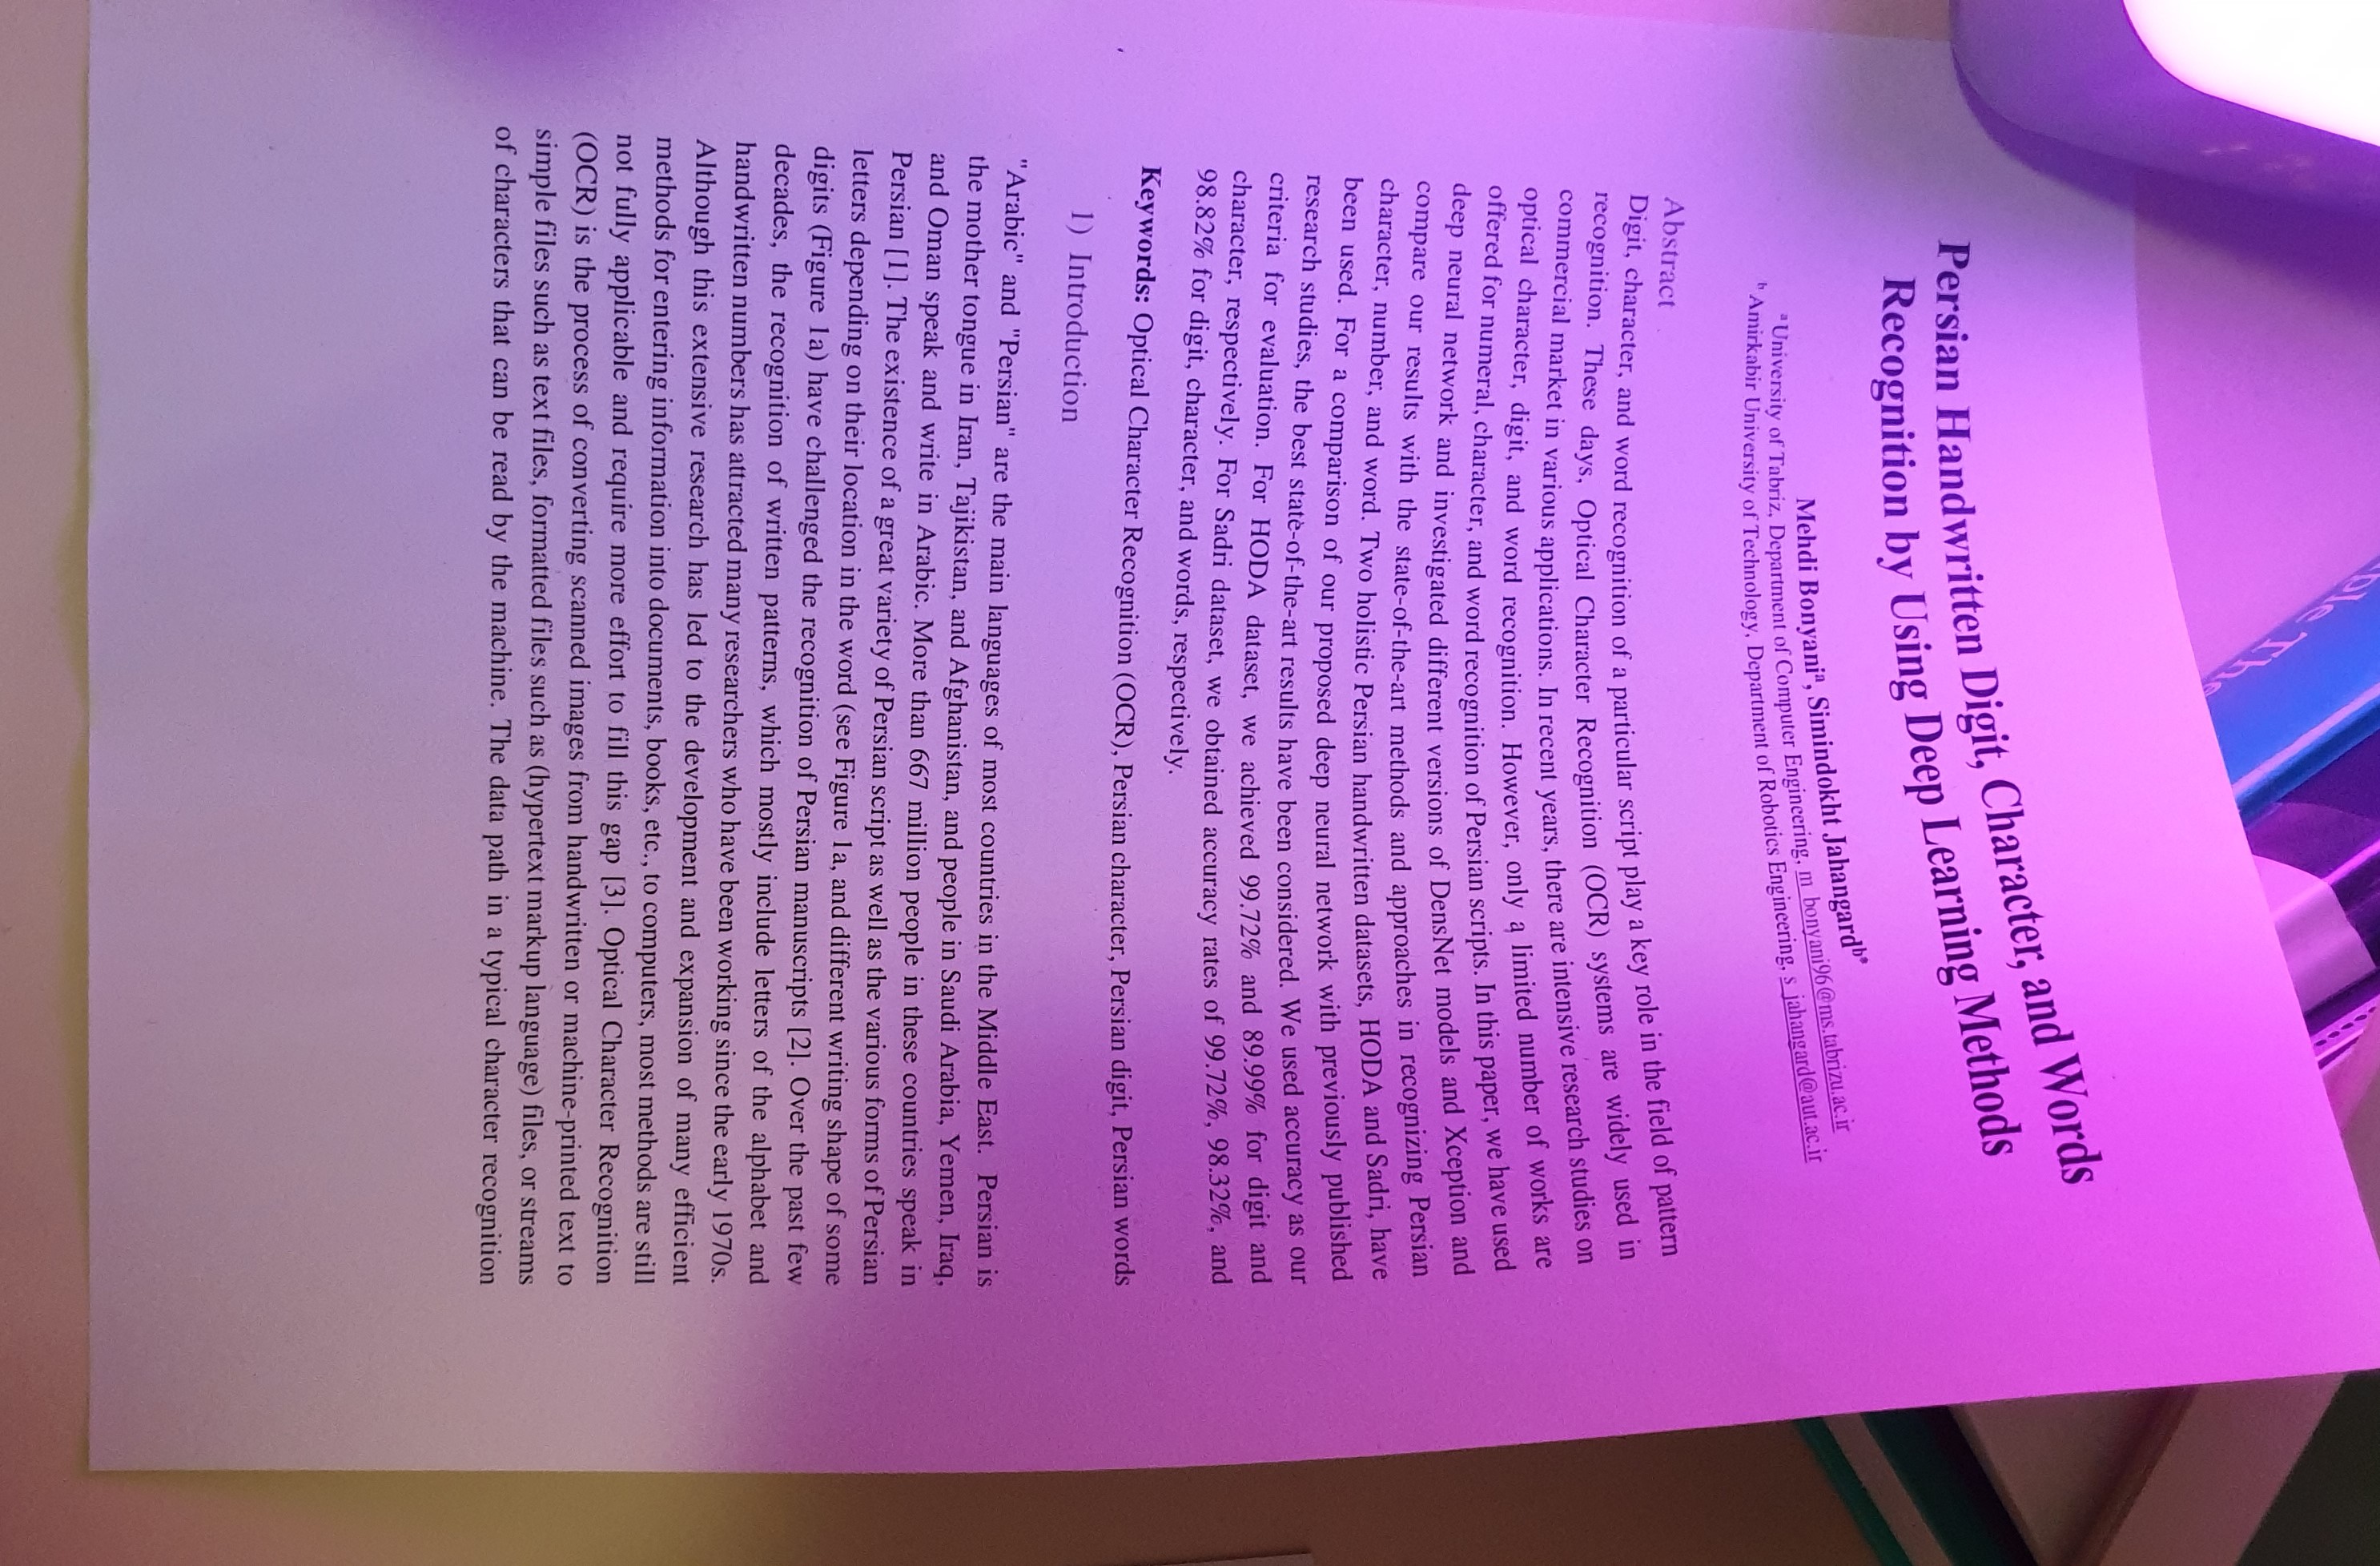 Persian Handwritten Digit, Character, and Words
Recognition by Using Deep Learning Methods
Mehdi Bonyaniᵃ, Simindokht Jahangardᵇ*
ᵃ University of Tabriz, Department of Computer Engineering, m_bonyani96@ms.tabrizu.ac.ir
ᵇ Amirkabir University of Technology, Department of Robotics Engineering, s_jahangard@aut.ac.ir
Abstract
Digit, character, and word recognition of a particular script play a key role in the field of pattern
recognition. These days, Optical Character Recognition (OCR) systems are widely used in
commercial market in various applications. In recent years, there are intensive research studies on
optical character, digit, and word recognition. However, only a limited number of works are
offered for numeral, character, and word recognition of Persian scripts. In this paper, we have used
deep neural network and investigated different versions of DensNet models and Xception and
compare our results with the state-of-the-art methods and approaches in recognizing Persian
character, number, and word. Two holistic Persian handwritten datasets, HODA and Sadri, have
been used. For a comparison of our proposed deep neural network with previously published
research studies, the best state-of-the-art results have been considered. We used accuracy as our
criteria for evaluation. For HODA dataset, we achieved 99.72% and 89.99% for digit and
character, respectively. For Sadri dataset, we obtained accuracy rates of 99.72%, 98.32%, and
98.82% for digit, character, and words, respectively.
Keywords: Optical Character Recognition (OCR), Persian character, Persian digit, Persian words
1) Introduction
"Arabic" and "Persian" are the main languages of most countries in the Middle East. Persian is
the mother tongue in Iran, Tajikistan, and Afghanistan, and people in Saudi Arabia, Yemen, Iraq,
and Oman speak and write in Arabic. More than 667 million people in these countries speak in
Persian [1]. The existence of a great variety of Persian script as well as the various forms of Persian
letters depending on their location in the word (see Figure 1a, and different writing shape of some
digits (Figure 1a) have challenged the recognition of Persian manuscripts [2]. Over the past few
decades, the recognition of written patterns, which mostly include letters of the alphabet and
handwritten numbers has attracted many researchers who have been working since the early 1970s.
Although this extensive research has led to the development and expansion of many efficient
methods for entering information into documents, books, etc., to computers, most methods are still
not fully applicable and require more effort to fill this gap [3]. Optical Character Recognition
(OCR) is the process of converting scanned images from handwritten or machine-printed text to
simple files such as text files, formatted files such as (hypertext markup language) files, or streams
of characters that can be read by the machine. The data path in a typical character recognition